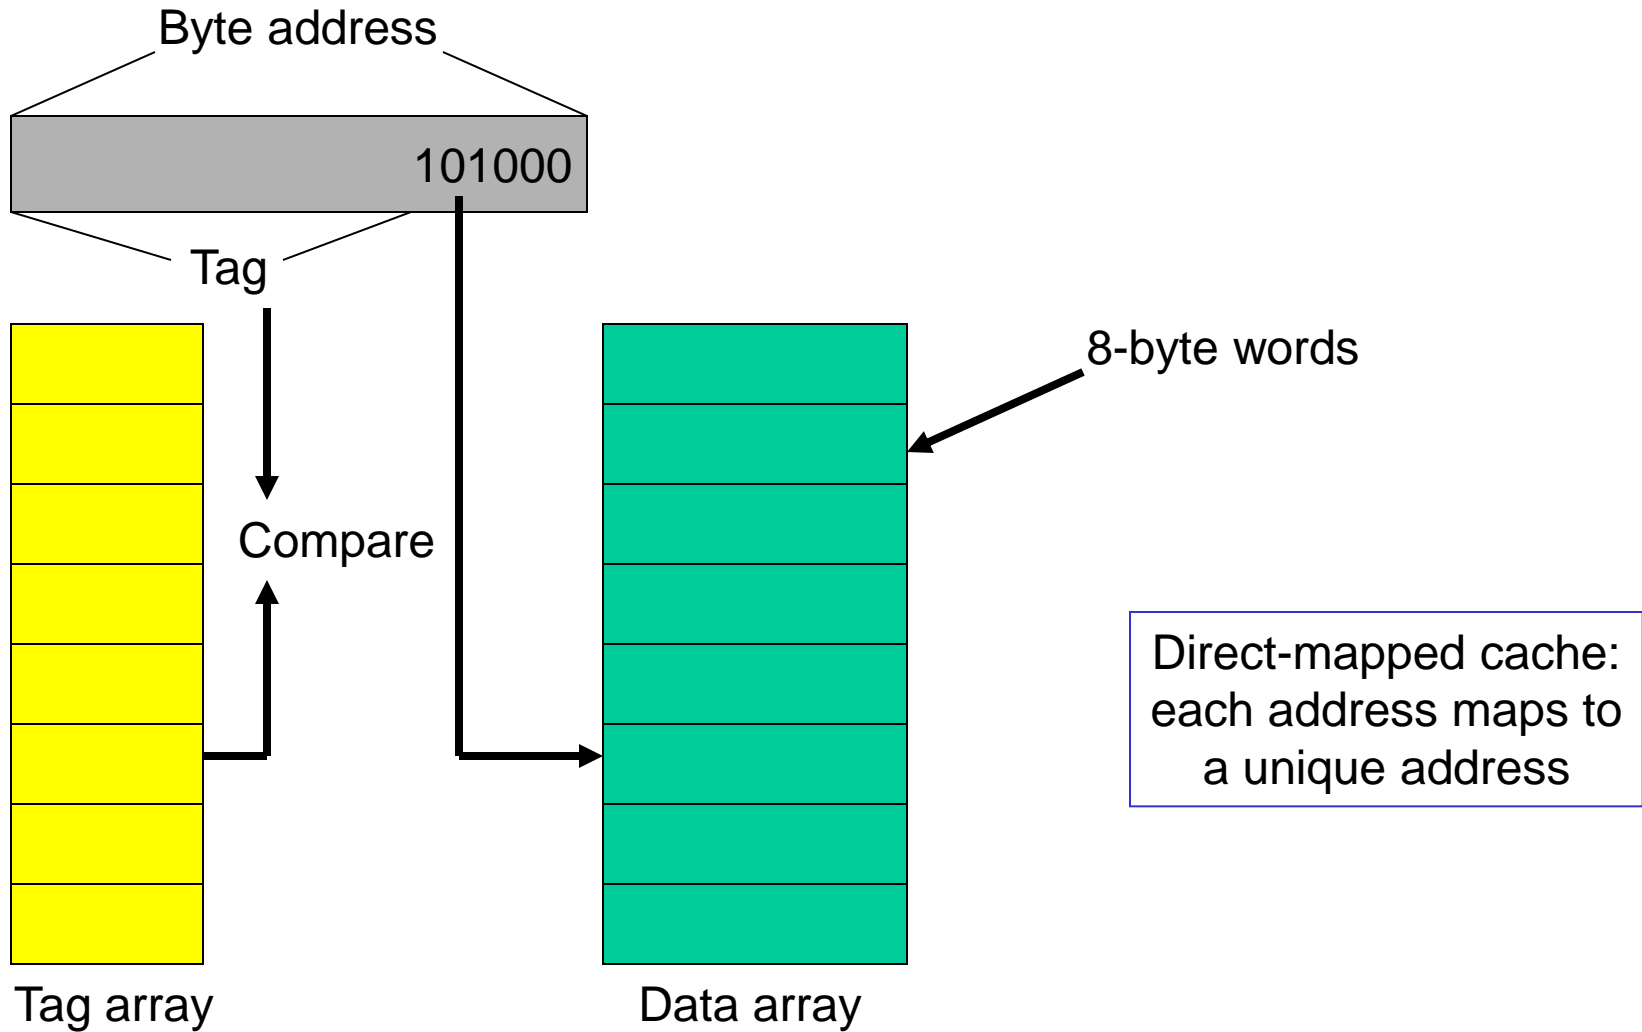 Byte address
101000
Tag
8-byte words
Compare
Direct-mapped cache:
each address maps to
a unique address
Tag array
Data array